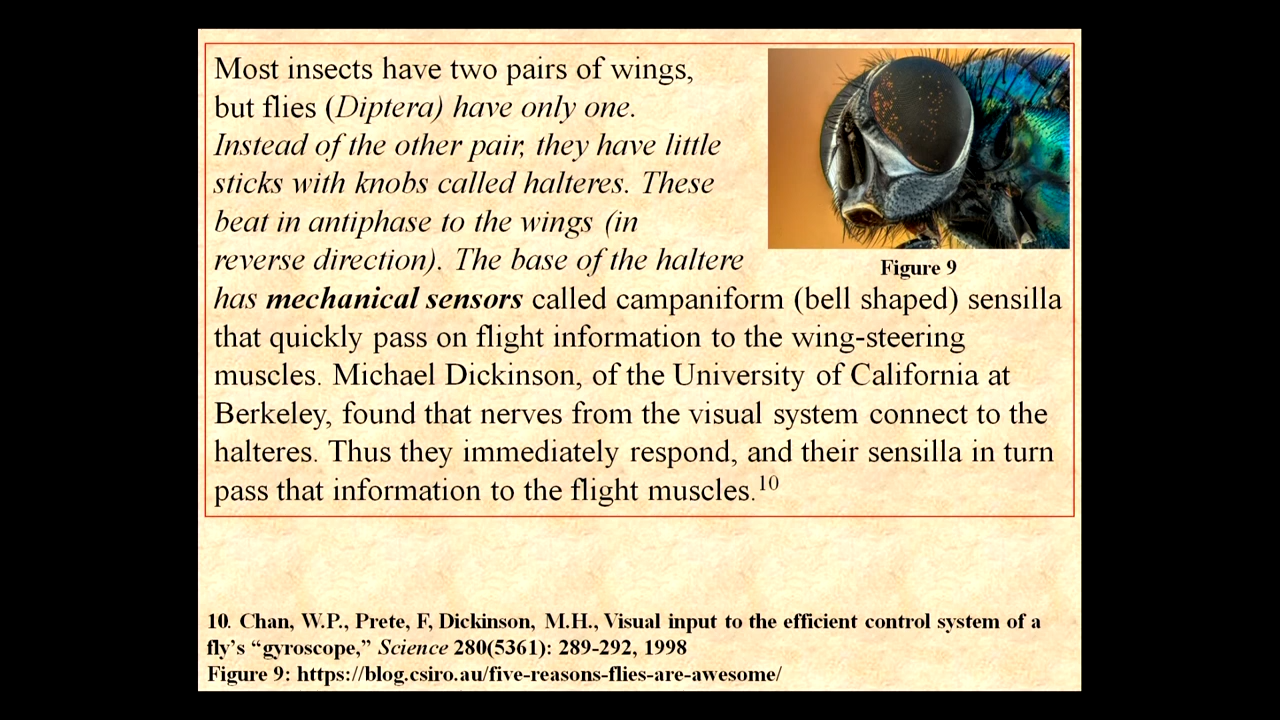 Most insects have two pairs of wings,
but flies (Diptera) have only one.
Instead of the other pair, they have little
sticks with knobs called halteres. These
beat in antiphase to the wings (in
reverse direction). The base of the haltere
has mechanical sensors called campaniform (bell shaped) sensilla
that quickly pass on flight information to the wing-steering
muscles. Michael Dickinson, of the University of California at
Berkeley, found that nerves from the visual system connect to the
halteres. Thus they immediately respond, and their sensilla in turn
pass that information to the flight muscles.10
Figure 9
10. Chan, W.P., Prete, F, Dickinson, M.H., Visual input to the efficient control system of a
fly's “gyroscope,” Science 280(5361): 289-292, 1998
Figure 9: https://blog.csiro.au/five-reasons-flies-are-awesome/